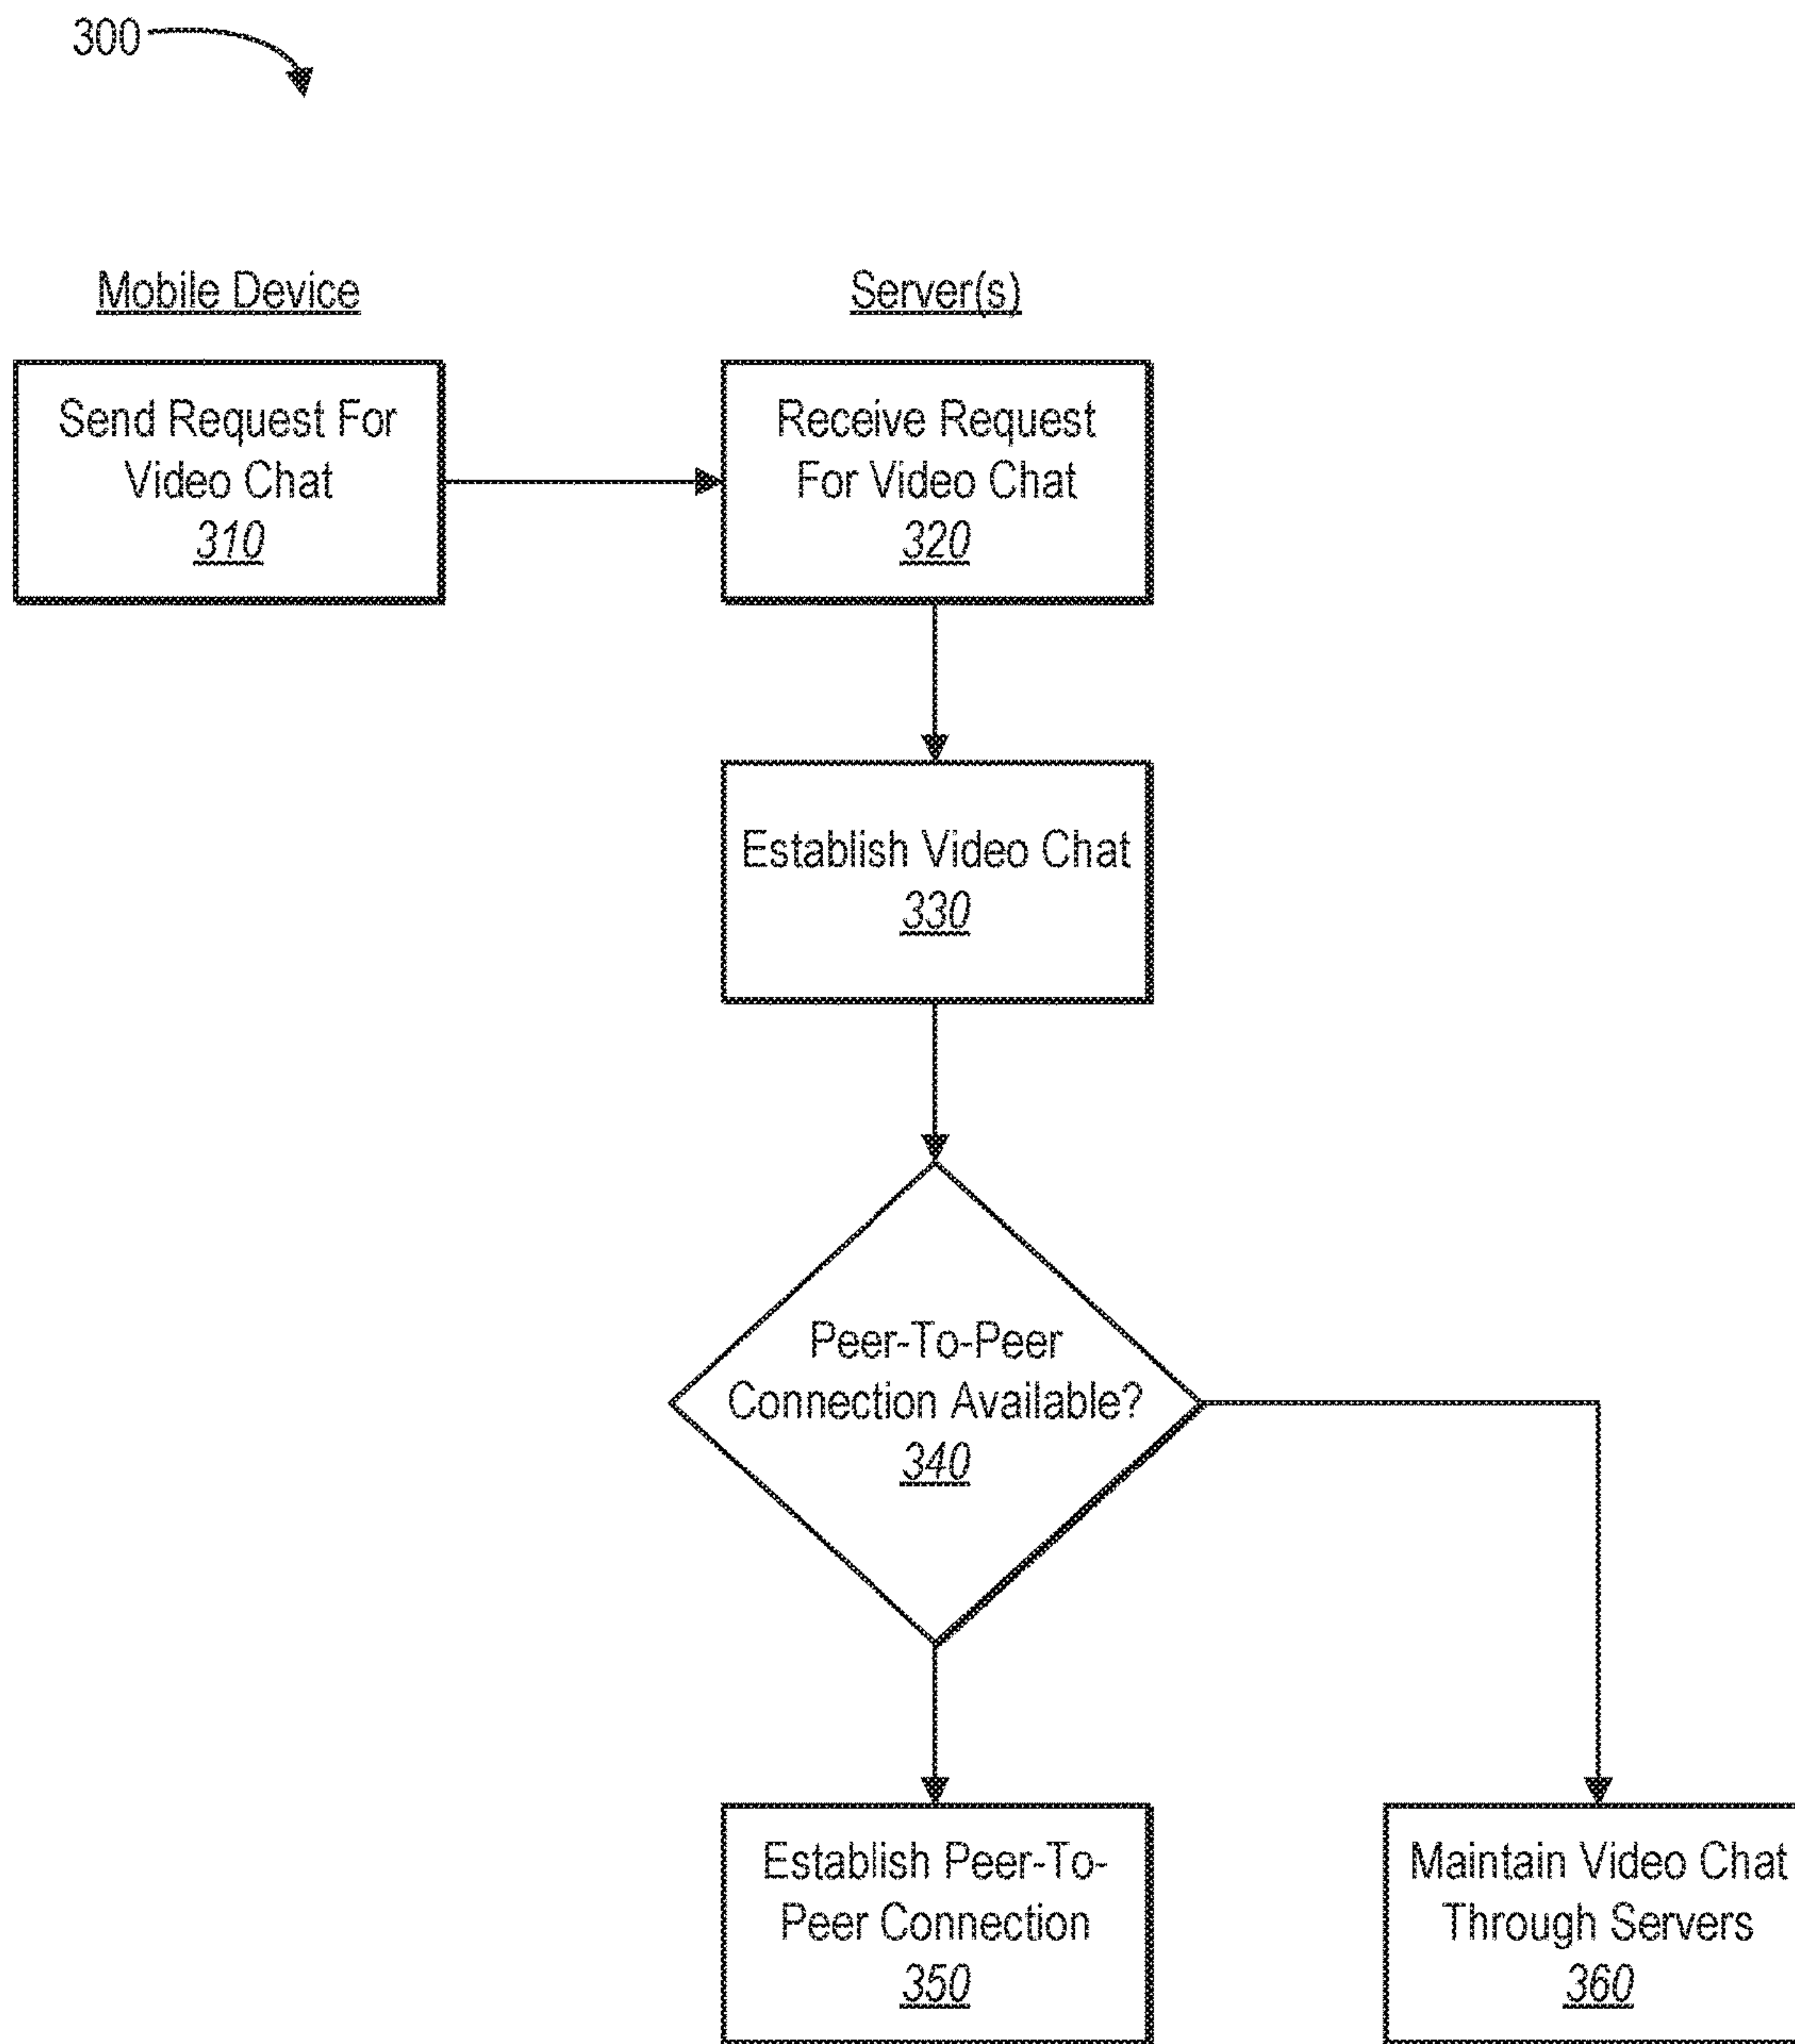 300
Mobile Device
Server(s)
Send Request For
Video Chat
310
Receive Request
For Video Chat
320
Establish Video Chat
330
Peer-To-Peer
Connection Available?
340
Establish Peer-To-
Peer Connection
350
Maintain Video Chat
Through Servers
360